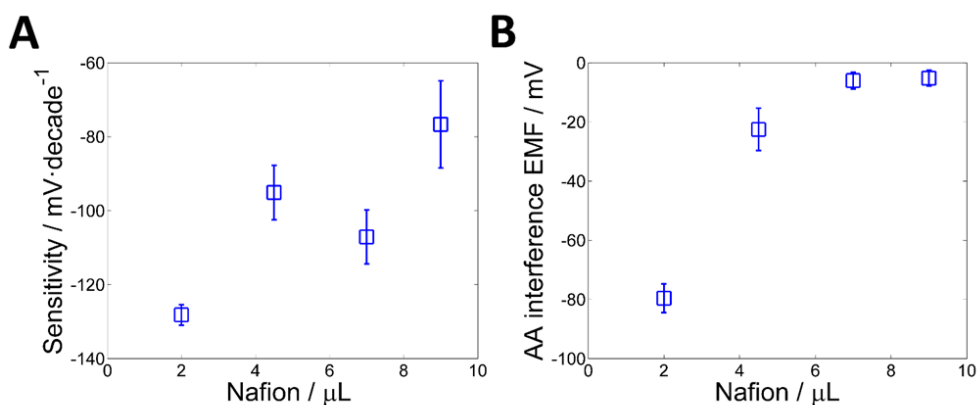 A
Sensitivity / mV·decade⁻¹
-60
-80
-100
-120
-140
0 2 4 6 8 10
Nafion / μL
B
AA interference EMF / mV
0
-20
-40
-60
-80
-100
0 2 4 6 8 10
Nafion / μL